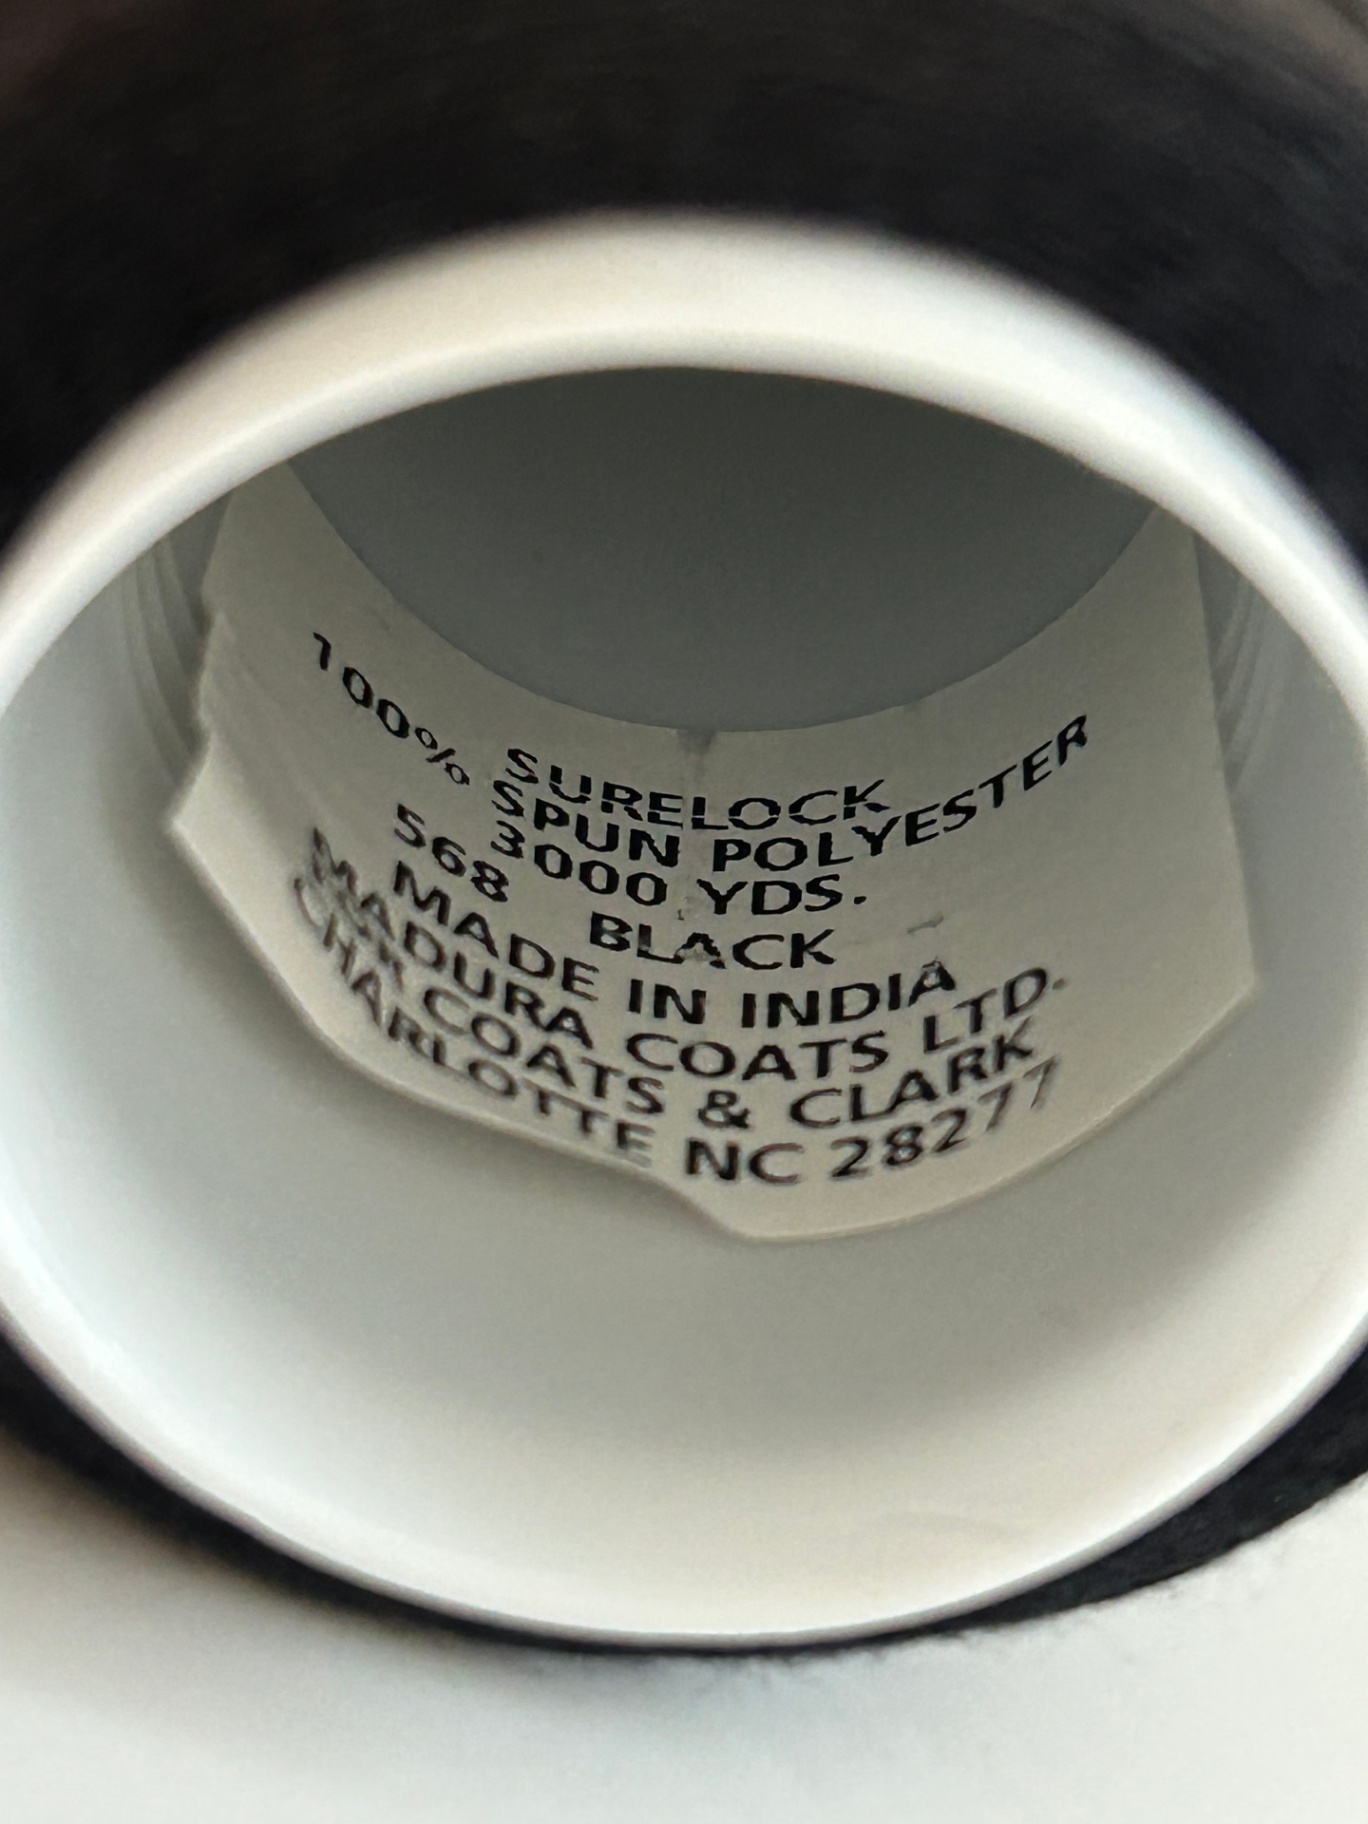 SURELOCK
100% SPUN POLYESTER
3000 YDS.
568 BLACK
MADE IN INDIA
MADURA COATS LTD.
COATS & CLARK
CHARLOTTE NC 28277